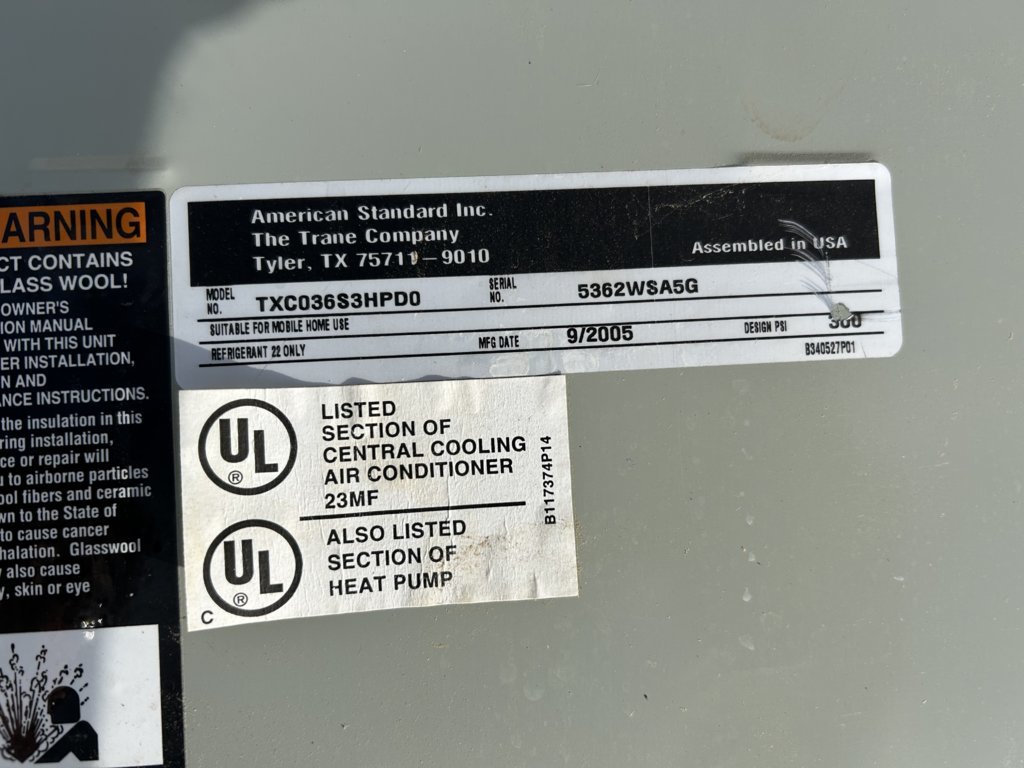 ARNING
CT CONTAINS
LASS WOOL!
OWNER'S
ION MANUAL
WITH THIS UNIT
ER INSTALLATION,
N AND
NCE INSTRUCTIONS.
the insulation in this
ring installation,
ce or repair will
u to airborne particles
ool fibers and ceramic
wn to the State of
to cause cancer
halation. Glasswool
y also cause
y, skin or eye
American Standard Inc.
The Trane Company
Tyler, TX 75711-9010
Assembled in USA
MODEL NO. TXC036S3HPD0 SERIAL NO. 5362WSA5G
SUITABLE FOR MOBILE HOME USE
REFRIGERANT 22 ONLY MFG DATE 9/2005 DESIGN PSI 300
B340527P01
UL
®
LISTED
SECTION OF
CENTRAL COOLING
AIR CONDITIONER
23MF
C UL
®
ALSO LISTED
SECTION OF
HEAT PUMP
B117374P14